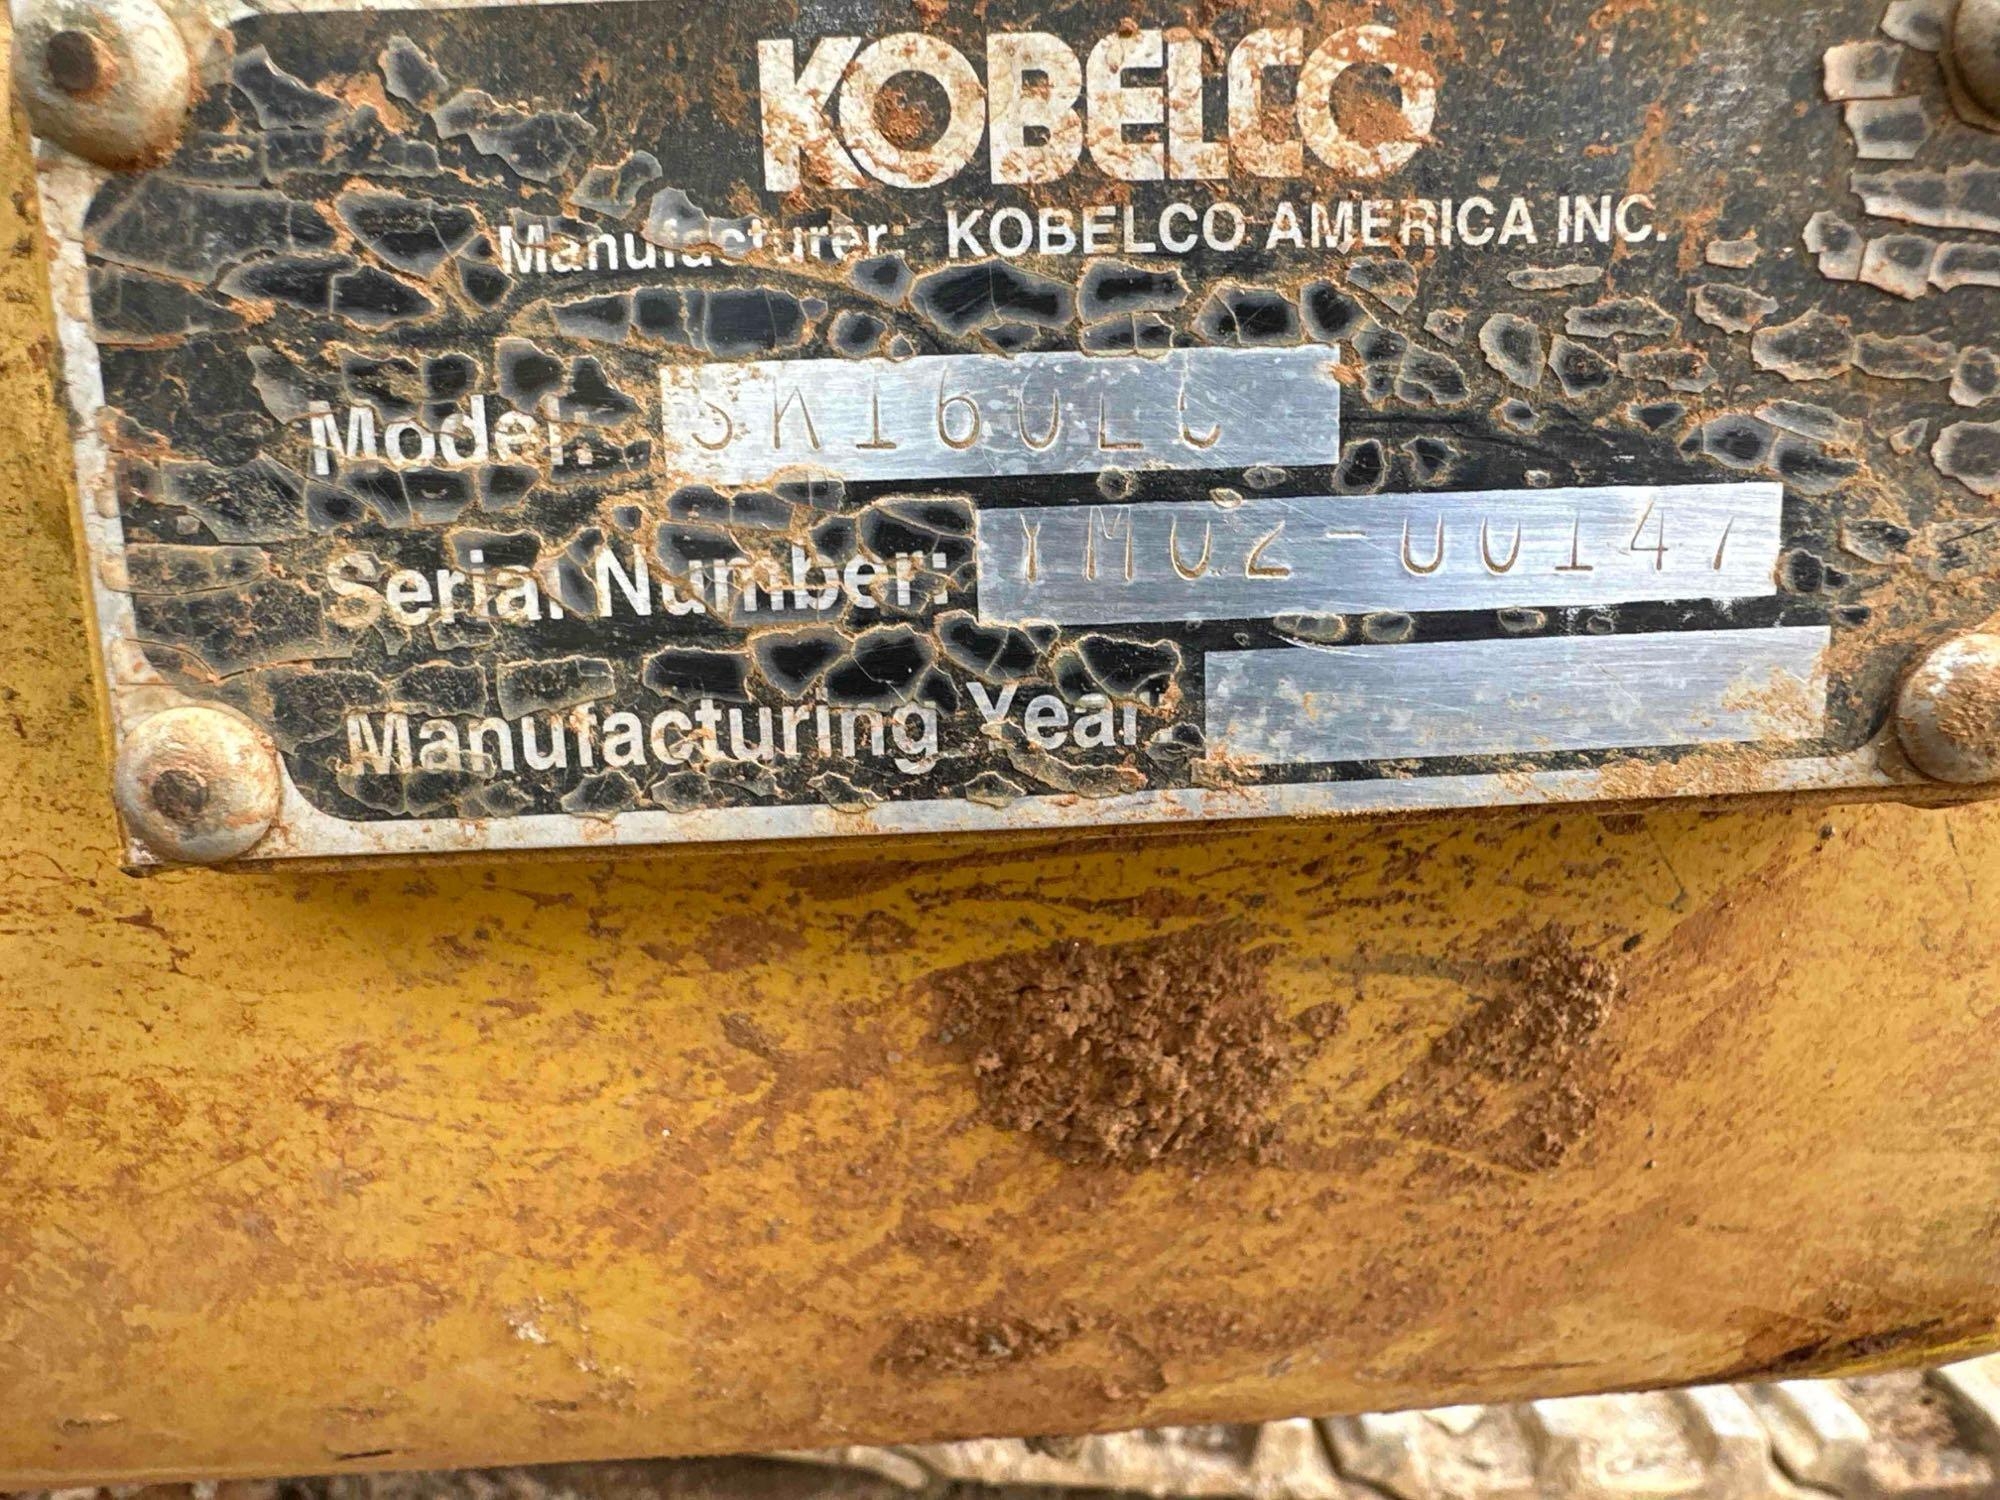 KOBELCO
Manufacturer: KOBELCO AMERICA INC.
Model: SK160LC
Serial Number: YM02-00147
Manufacturing Year: